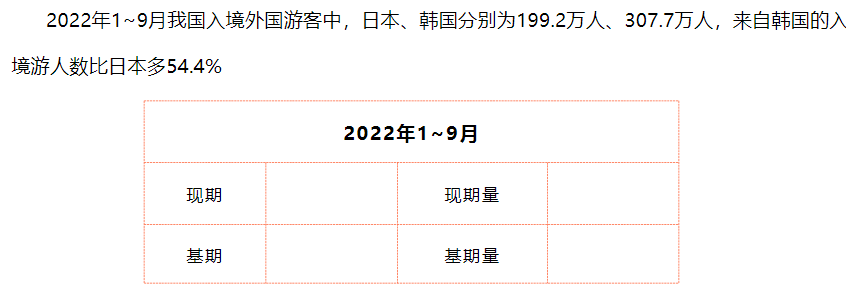 2022年1~9月我国入境外国游客中，日本、韩国分别为199.2万人、307.7万人，来自韩国的入
境游人数比日本多54.4%
2022年1~9月
现期 现期量
基期 基期量